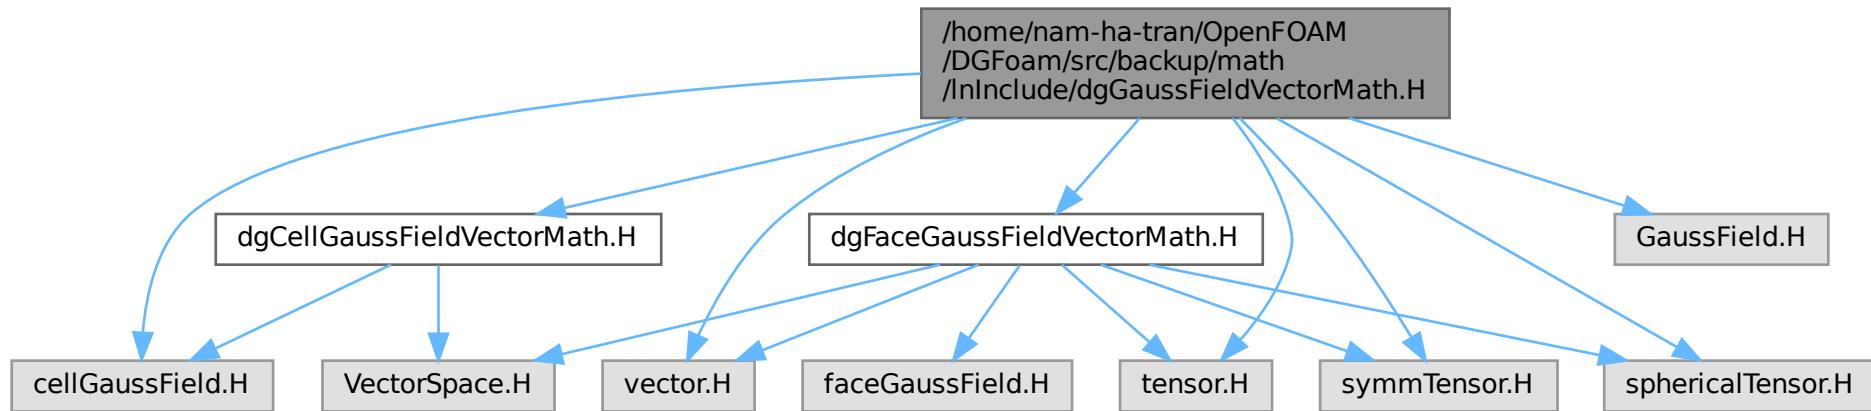 /home/nam-ha-tran/OpenFOAM
/DGFoam/src/backup/math
/lnInclude/dgGaussFieldVectorMath.H
dgCellGaussFieldVectorMath.H
dgFaceGaussFieldVectorMath.H
GaussField.H
cellGaussField.H
VectorSpace.H
vector.H
faceGaussField.H
tensor.H
symmTensor.H
sphericalTensor.H